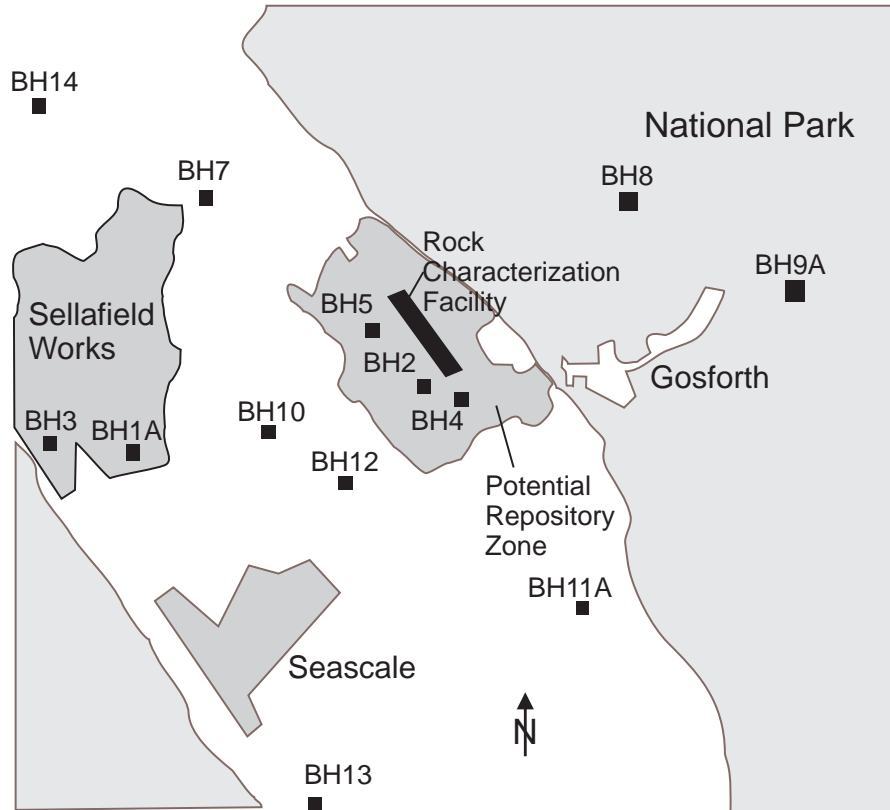 BH14
National Park
BH7
BH8
Rock
Characterization
Facility
BH9A
BH5
Sellafield
Works
BH2
Gosforth
BH3
BH1A
BH10
BH4
BH12
Potential
Repository
Zone
BH11A
Seascale
N
BH13